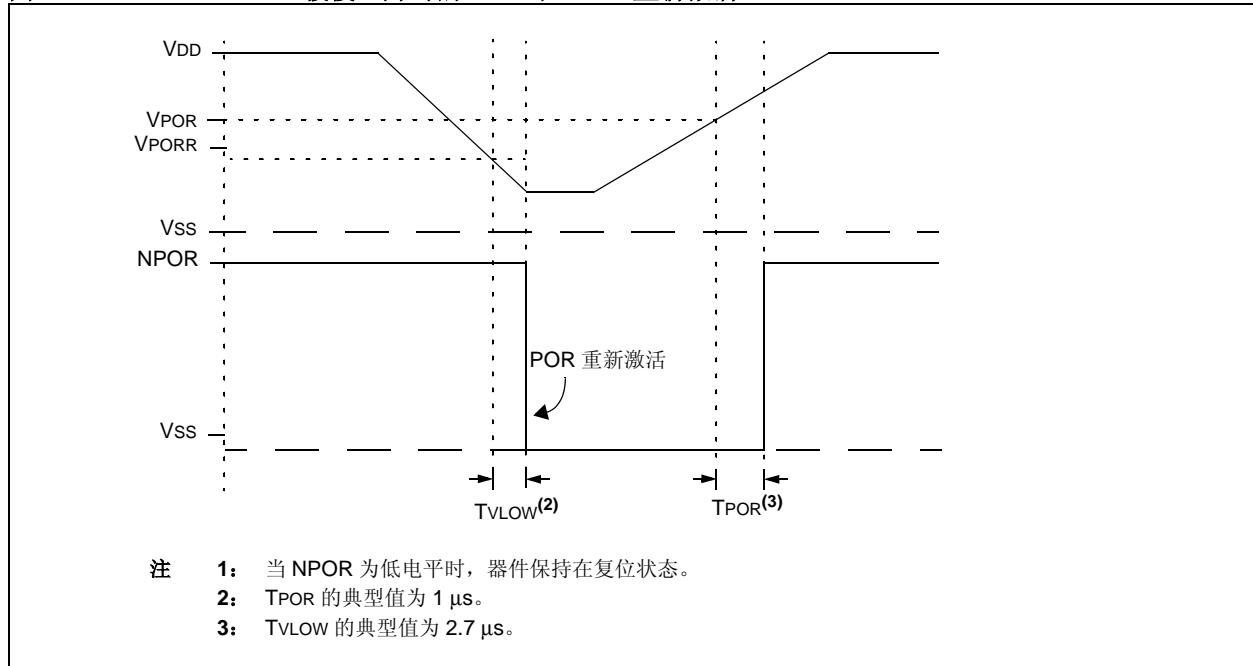 VDD
VPOR
VPORR
VSS
NPOR
POR 重新激活
VSS
TVLOW(2) TPOR(3)
注 1： 当 NPOR 为低电平时，器件保持在复位状态。
2： TPOR 的典型值为 1 μs。
3： TVLOW 的典型值为 2.7 μs。